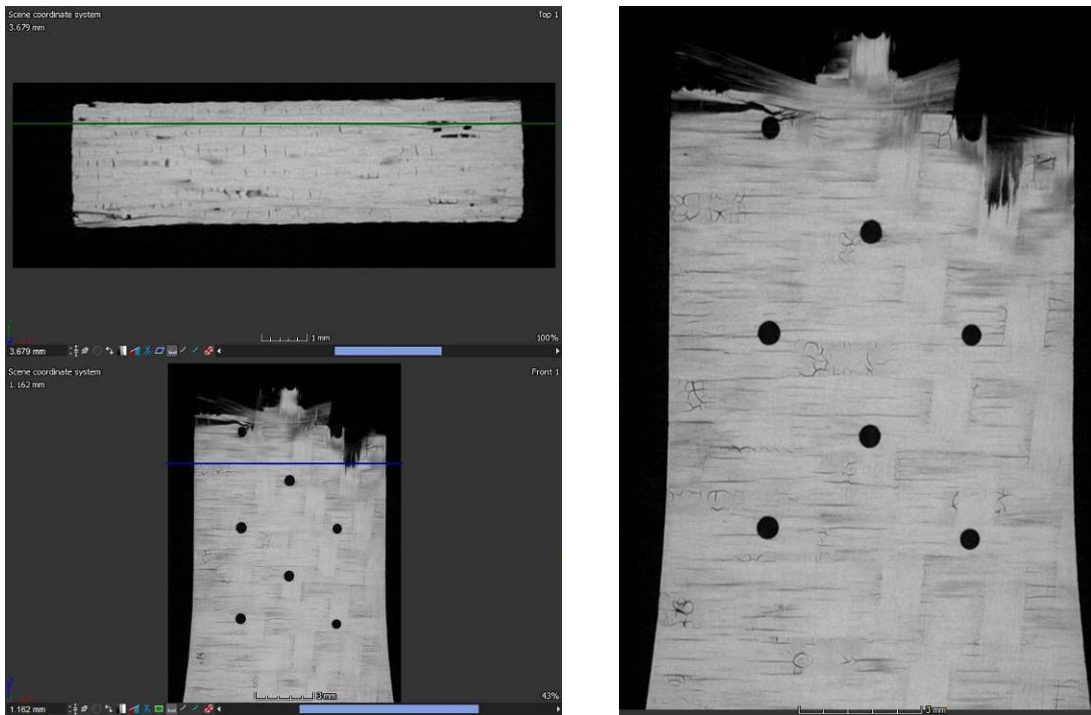 Scene coordinate system
Top 1
3.679 mm
1 mm
100%
3.679 mm
Scene coordinate system
Front 1
1.162 mm
3 mm
43%
1.162 mm
5 mm